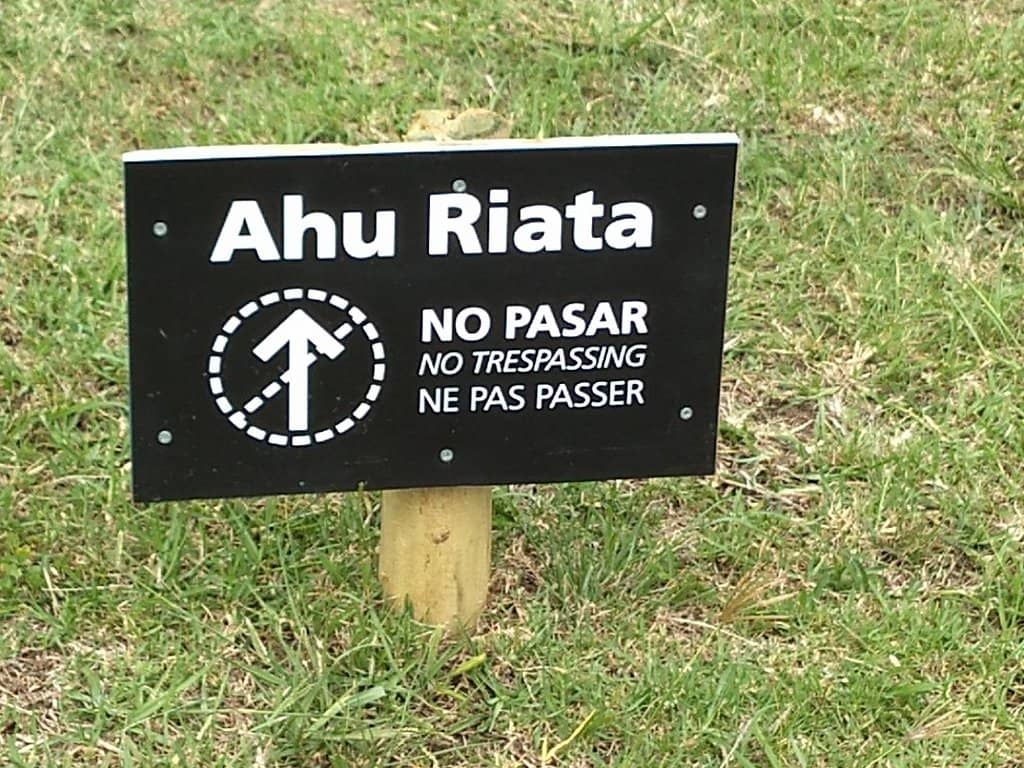 Ahu Riata
NO PASAR
NO TRESPASSING
NE PAS PASSER